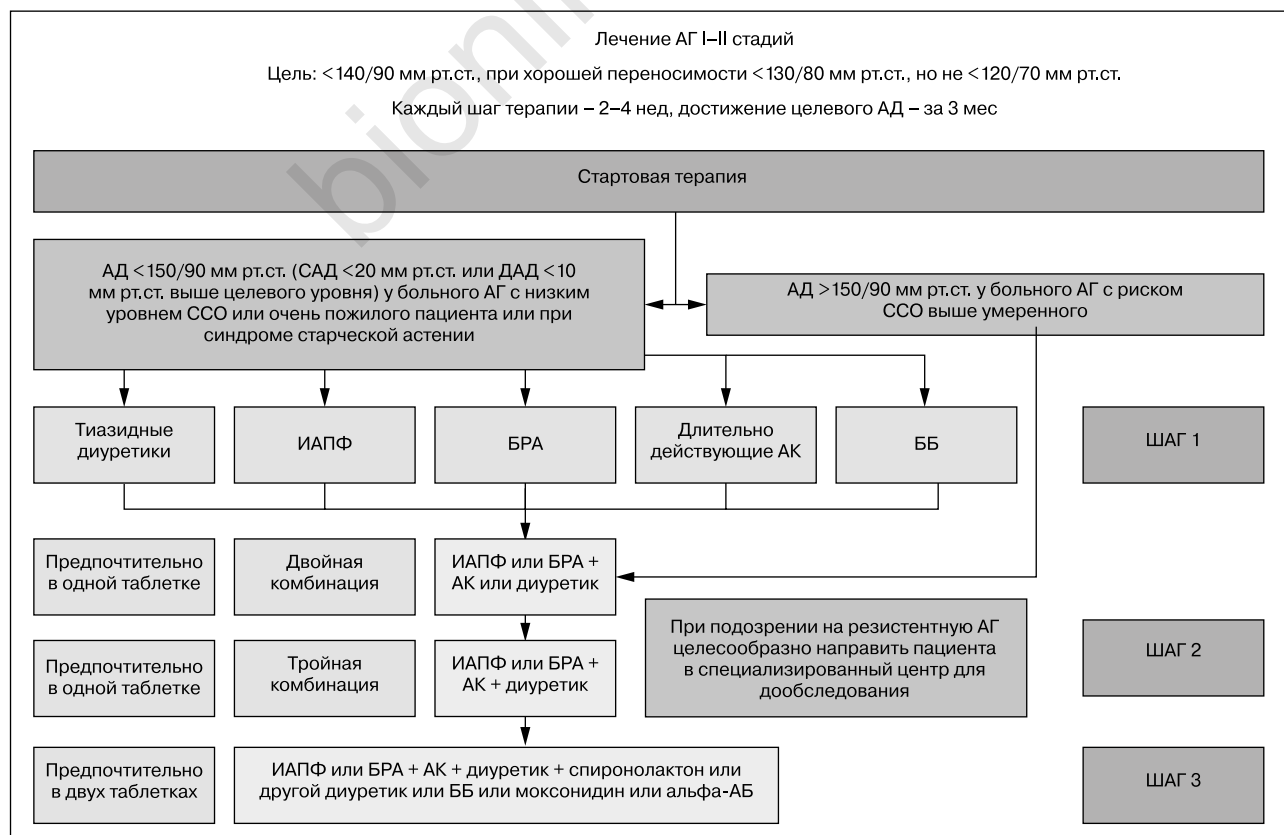 Лечение АГ I–II стадий
Цель: <140/90 мм рт.ст., при хорошей переносимости <130/80 мм рт.ст., но не <120/70 мм рт.ст.
Каждый шаг терапии – 2–4 нед, достижение целевого АД – за 3 мес
Стартовая терапия
АД <150/90 мм рт.ст. (САД <20 мм рт.ст. или ДАД <10
мм рт.ст. выше целевого уровня) у больного АГ с низким
уровнем ССО или очень пожилого пациента или при
синдроме старческой астении
АД >150/90 мм рт.ст. у больного АГ с риском
ССО выше умеренного
Тиазидные
диуретики
ИАПФ
БРА
Длительно
действующие АК
ББ
ШАГ 1
Предпочтительно
в одной таблетке
Двойная
комбинация
ИАПФ или БРА +
АК или диуретик
Предпочтительно
в одной таблетке
Тройная
комбинация
ИАПФ или БРА +
АК + диуретик
При подозрении на резистентную АГ
целесообразно направить пациента
в специализированный центр для
дообследования
ШАГ 2
Предпочтительно
в двух таблетках
ИАПФ или БРА + АК + диуретик + спиронолактон или
другой диуретик или ББ или моксонидин или альфа-АБ
ШАГ 3